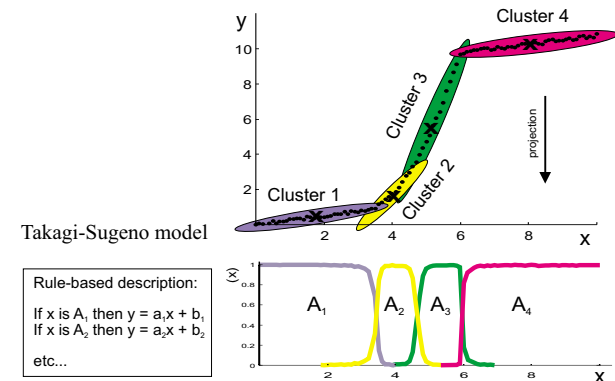 y
Cluster 4
10
8
Cluster 3
projection
6
4
Cluster 2
2
Cluster 1
2
4
6
8
x
Takagi-Sugeno model
Rule-based description:
If x is A₁ then y = a₁x + b₁
If x is A₂ then y = a₂x + b₂
etc...
(x)
1
0.8
0.6
0.4
0.2
0
A₁
A₂
A₃
A₄
2
4
6
8
x